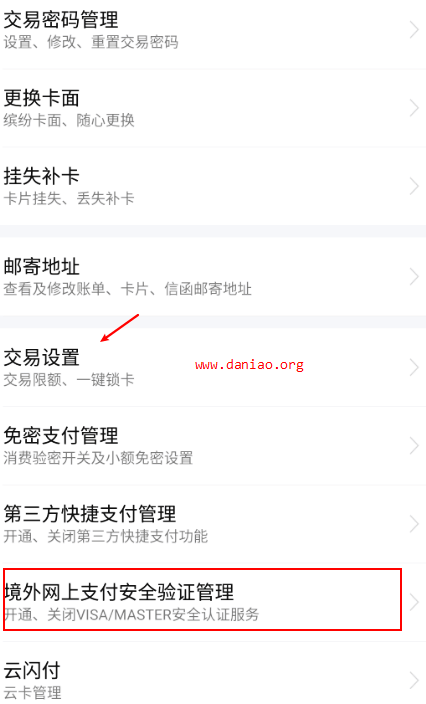 交易密码管理
设置、修改、重置交易密码
更换卡面
缤纷卡面、随心更换
挂失补卡
卡片挂失、丢失补卡
邮寄地址
查看及修改账单、卡片、信函邮寄地址
交易设置
www.daniao.org
交易限额、一键锁卡
免密支付管理
消费验密开关及小额免密设置
第三方快捷支付管理
开通、关闭第三方快捷支付功能
境外网上支付安全验证管理
开通、关闭VISA/MASTER安全认证服务
云闪付
云卡管理